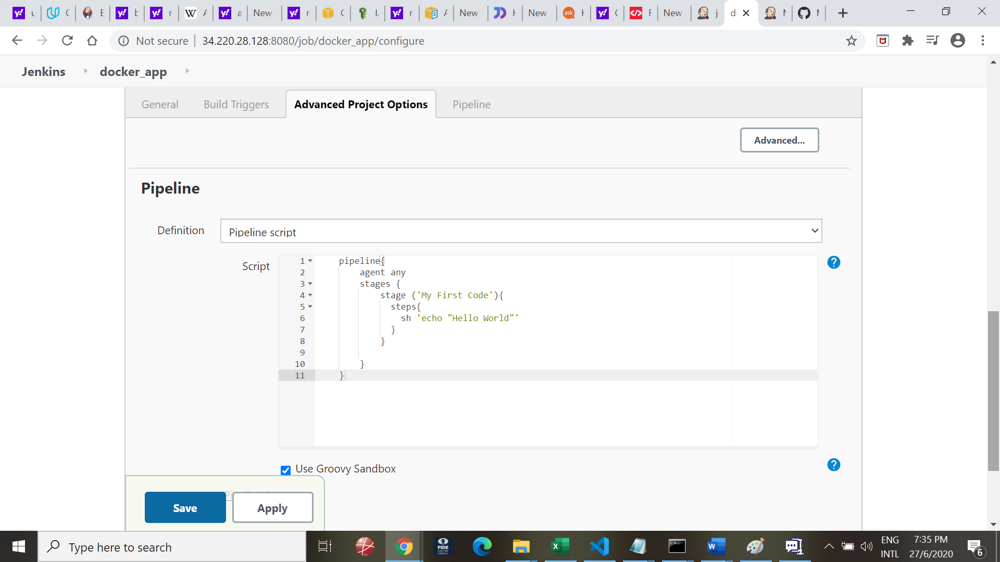 New
New
New
New
Not secure
34.220.28.128:8080/job/docker_app/configure
Jenkins
docker_app
General
Build Triggers
Advanced Project Options
Pipeline
Advanced...
Pipeline
Definition
Pipeline script
Script
1 pipeline{
2 agent any
3 stages {
4 stage ('My First Code'){
5 steps{
6 sh 'echo "Hello World"'
7 }
8 }
9
10 }
11 }
Use Groovy Sandbox
Save
Apply
Type here to search
FIDE
ONLINE
ARENA
ENG
INTL
7:35 PM
27/6/2020
6